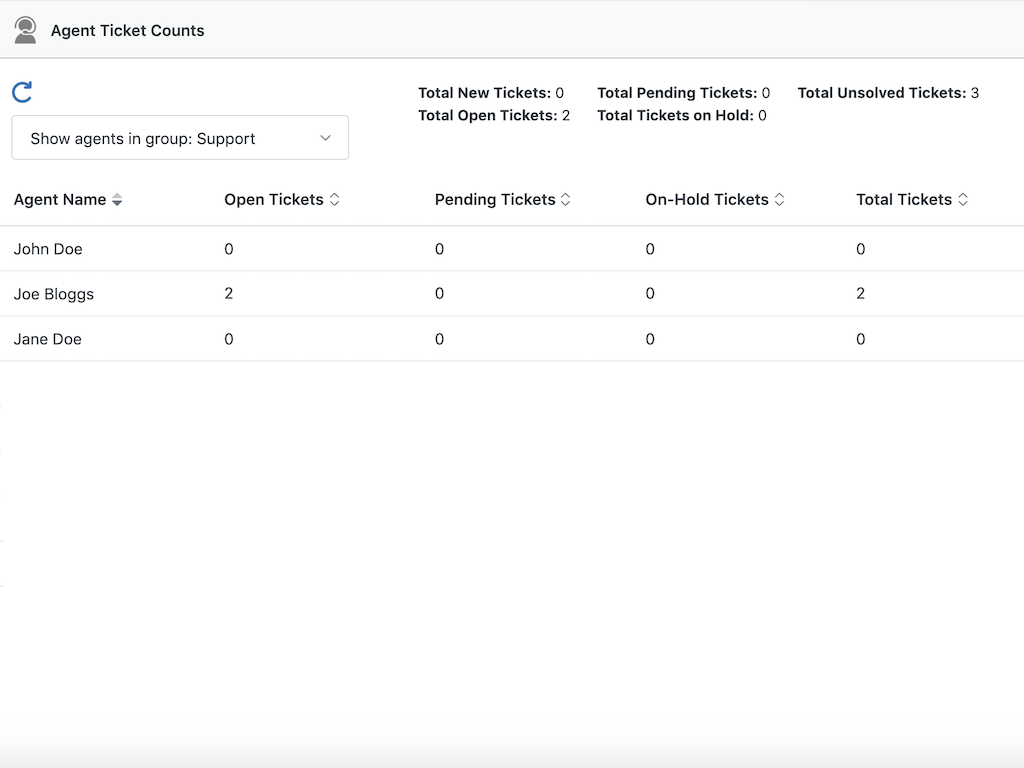 Agent Ticket Counts
Total New Tickets: 0 Total Pending Tickets: 0 Total Unsolved Tickets: 3
Total Open Tickets: 2 Total Tickets on Hold: 0
Show agents in group: Support
Agent Name Open Tickets Pending Tickets On-Hold Tickets Total Tickets
John Doe 0 0 0 0
Joe Bloggs 2 0 0 2
Jane Doe 0 0 0 0